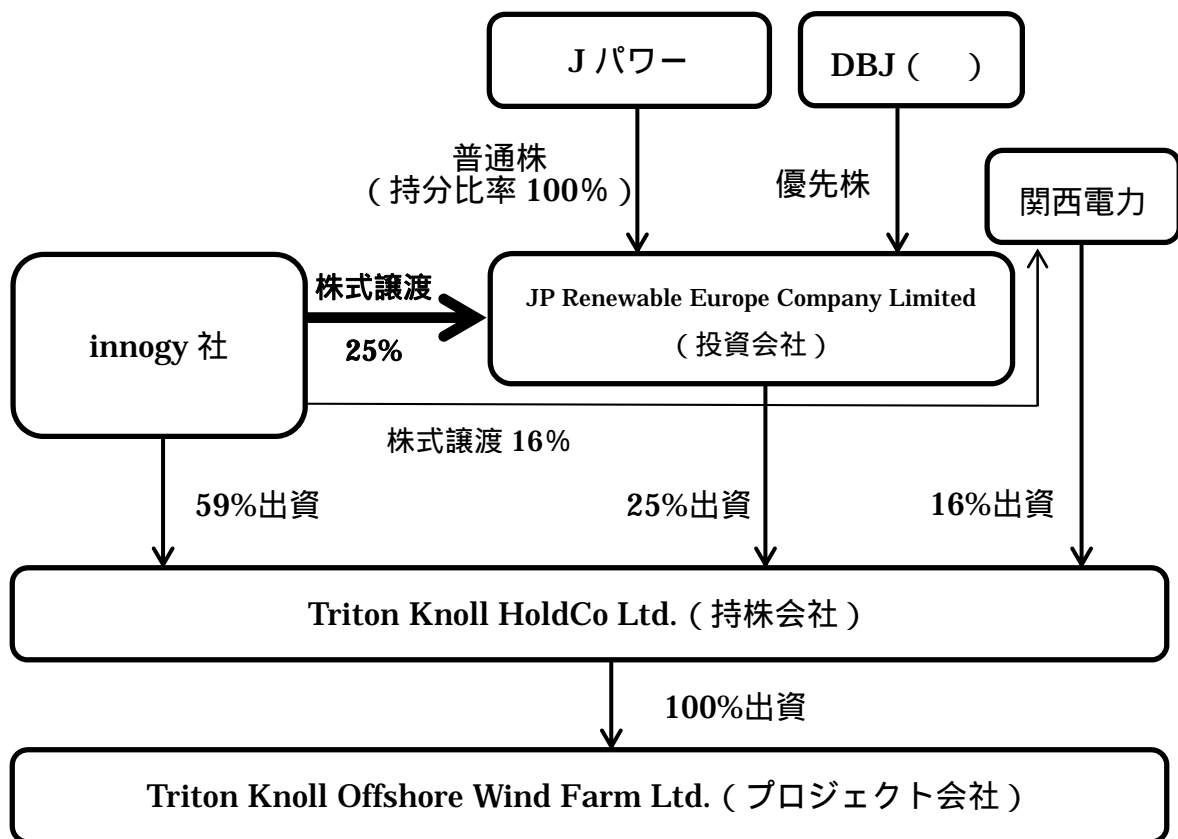 J パワー
DBJ (　)
普通株
(持分比率 100%)
優先株
関西電力
innogy 社
株式譲渡
25%
JP Renewable Europe Company Limited
(投資会社)
株式譲渡 16%
59%出資
25%出資
16%出資
Triton Knoll HoldCo Ltd. (持株会社)
100%出資
Triton Knoll Offshore Wind Farm Ltd. (プロジェクト会社)